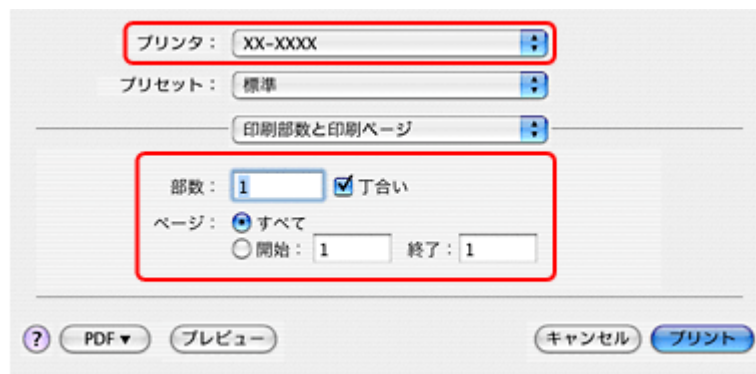 プリンタ： XX-XXXX
プリセット： 標準
印刷部数と印刷ページ
部数： 1 丁合い
ページ： すべて
開始： 1 終了： 1
? PDF▼ プレビュー キャンセル プリント